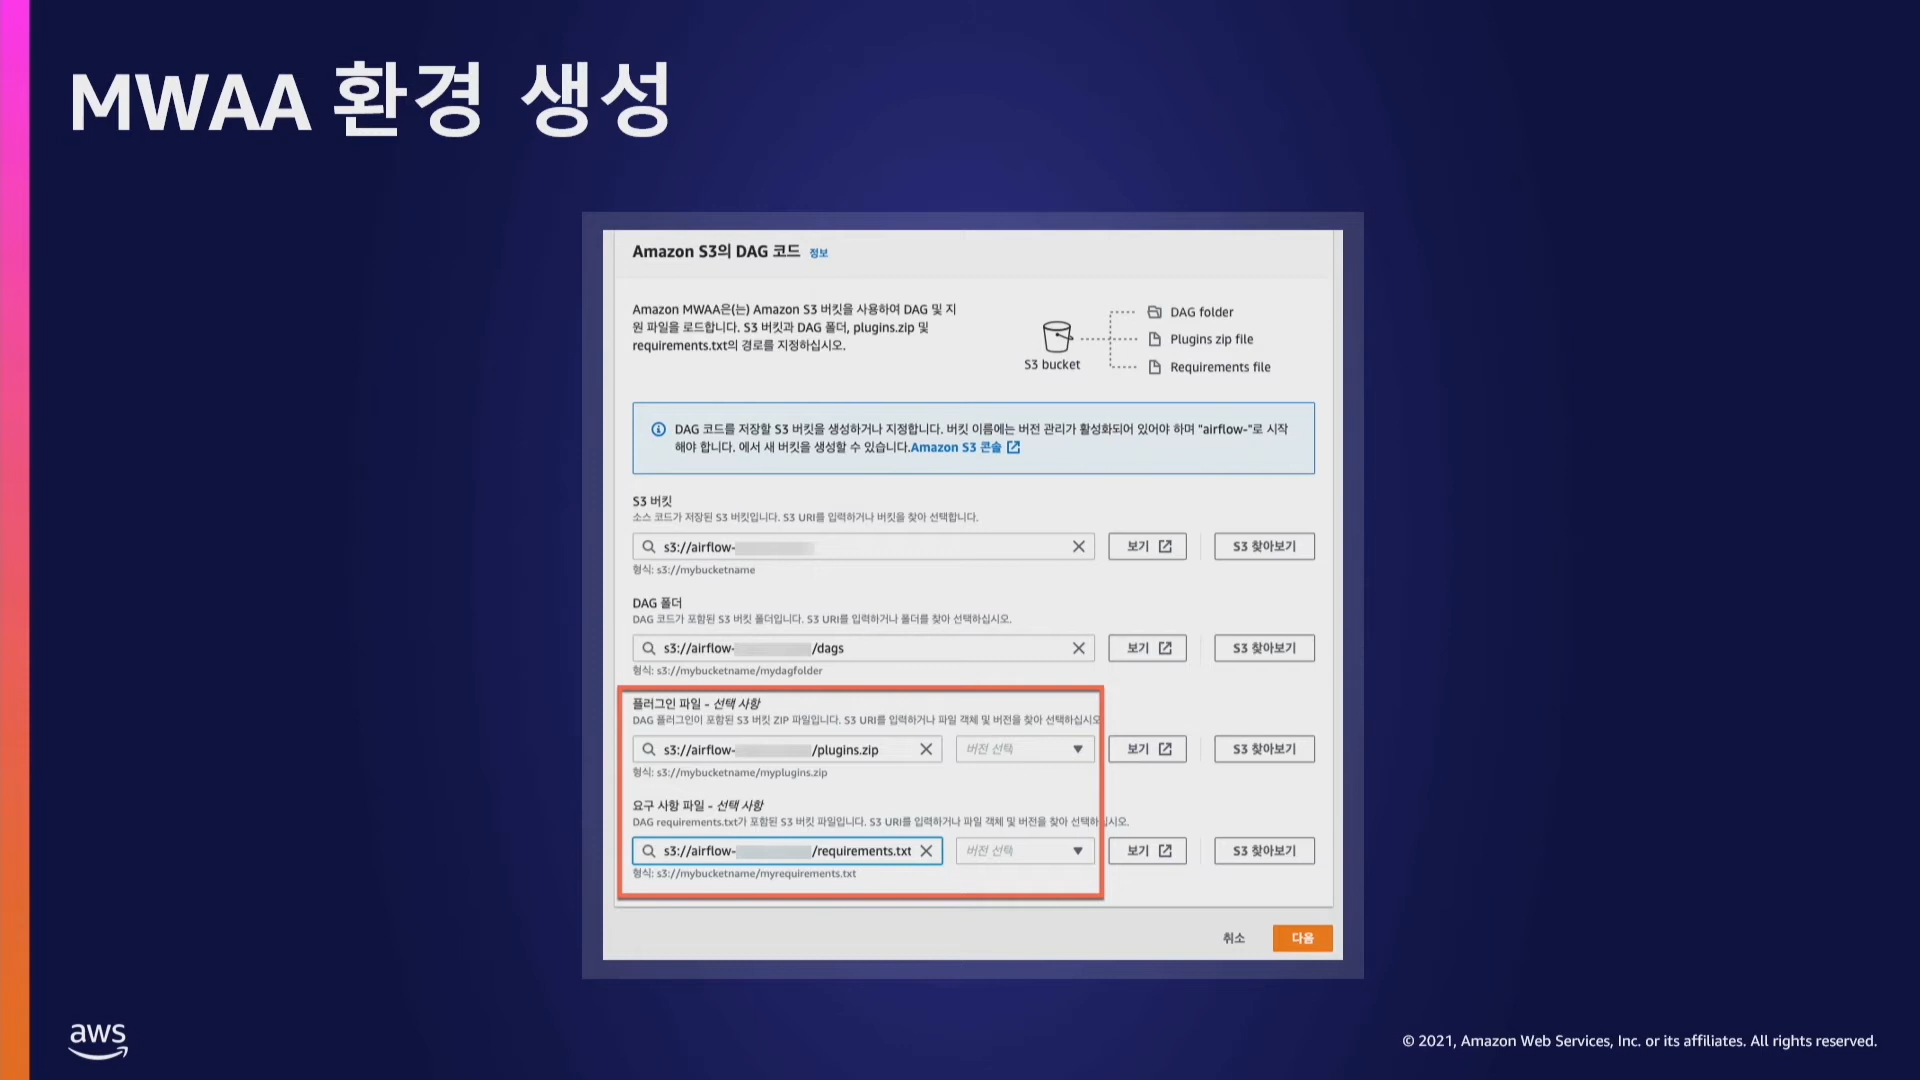 MWAA 환경 생성
Amazon S3의 DAG 코드 정보
Amazon MWAA은(는) Amazon S3 버킷을 사용하여 DAG 및 지
원 파일을 로드합니다. S3 버킷과 DAG 폴더, plugins.zip 및
requirements.txt의 경로를 지정하십시오.
S3 bucket
DAG folder
Plugins zip file
Requirements file
DAG 코드를 저장할 S3 버킷을 생성하거나 지정합니다. 버킷 이름에는 버전 관리가 활성화되어 있어야 하며 "airflow-"로 시작
해야 합니다. 에서 새 버킷을 생성할 수 있습니다.Amazon S3 콘솔
S3 버킷
소스 코드가 저장된 S3 버킷입니다. S3 URI를 입력하거나 버킷을 찾아 선택합니다.
s3://airflow- 보기 S3 찾아보기
형식: s3://mybucketname
DAG 폴더
DAG 코드가 포함된 S3 버킷 폴더입니다. S3 URI를 입력하거나 폴더를 찾아 선택하십시오.
s3://airflow- /dags 보기 S3 찾아보기
형식: s3://mybucketname/mydagfolder
플러그인 파일 - 선택 사항
DAG 플러그인이 포함된 S3 버킷 ZIP 파일입니다. S3 URI를 입력하거나 파일 객체 및 버전을 찾아 선택하십시오
s3://airflow- /plugins.zip 버전 선택 보기 S3 찾아보기
형식: s3://mybucketname/myplugins.zip
요구 사항 파일 - 선택 사항
DAG requirements.txt가 포함된 S3 버킷 파일입니다. S3 URI를 입력하거나 파일 객체 및 버전을 찾아 선택하십시오.
s3://airflow- /requirements.txt 버전 선택 보기 S3 찾아보기
형식: s3://mybucketname/myrequirements.txt
취소 다음
aws
© 2021, Amazon Web Services, Inc. or its affiliates. All rights reserved.